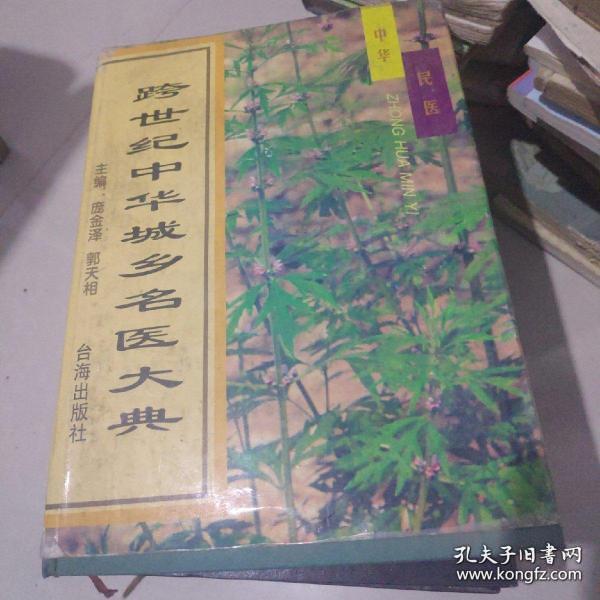 中华
民医
ZHONG HUA MIN YI
跨世纪中华城乡名医大典
主编：庞金泽 郭天相
台海出版社
孔夫子旧书网
www.kongfz.com